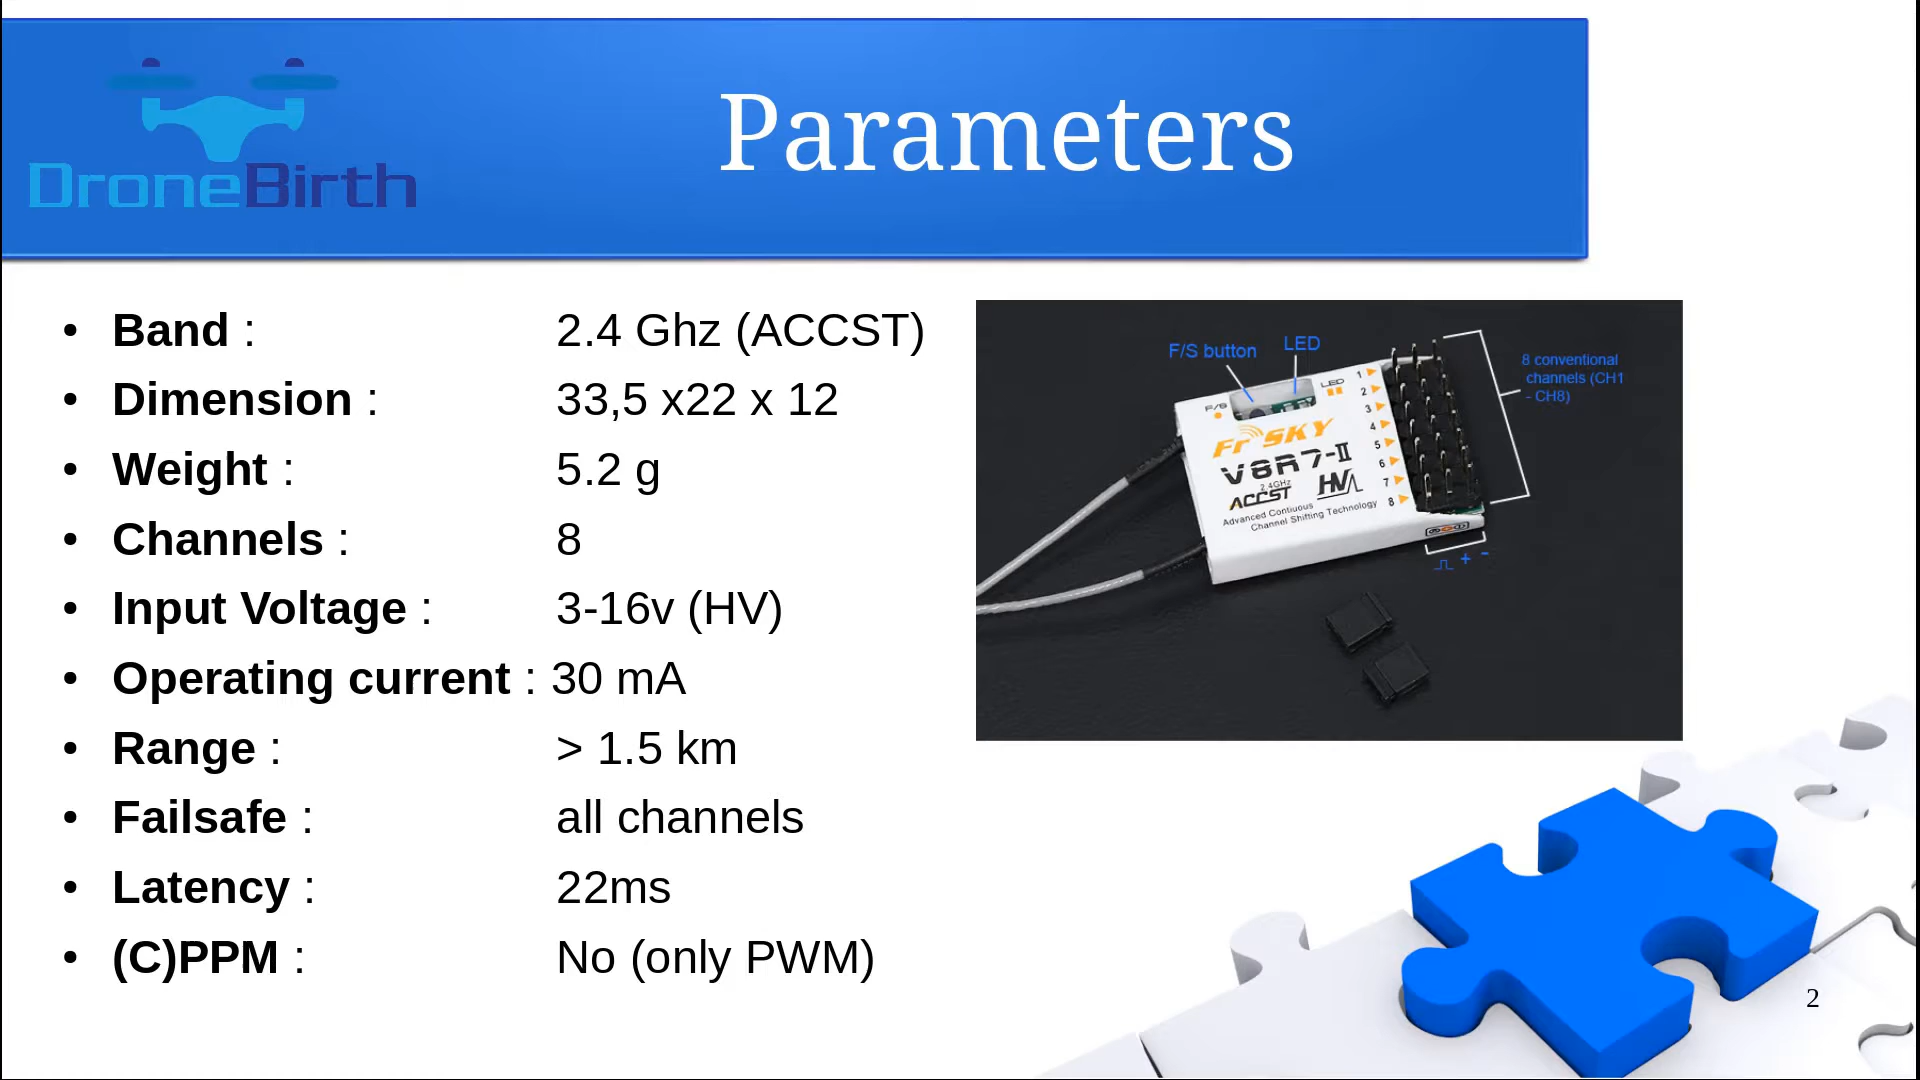 DroneBirth
Parameters
• Band : 2.4 Ghz (ACCST)
• Dimension : 33,5 x22 x 12
• Weight : 5.2 g
• Channels : 8
• Input Voltage : 3-16v (HV)
• Operating current : 30 mA
• Range : > 1.5 km
• Failsafe : all channels
• Latency : 22ms
• (C)PPM : No (only PWM)
F/S button
LED
8 conventional
channels (CH1
- CH8)
F/S
LED
FrSKY
V8R7-II
2.4GHz
ACCST
HV
Advanced Contiuous
Channel Shifting Technology
1
2
3
4
5
6
7
8
+ -
2